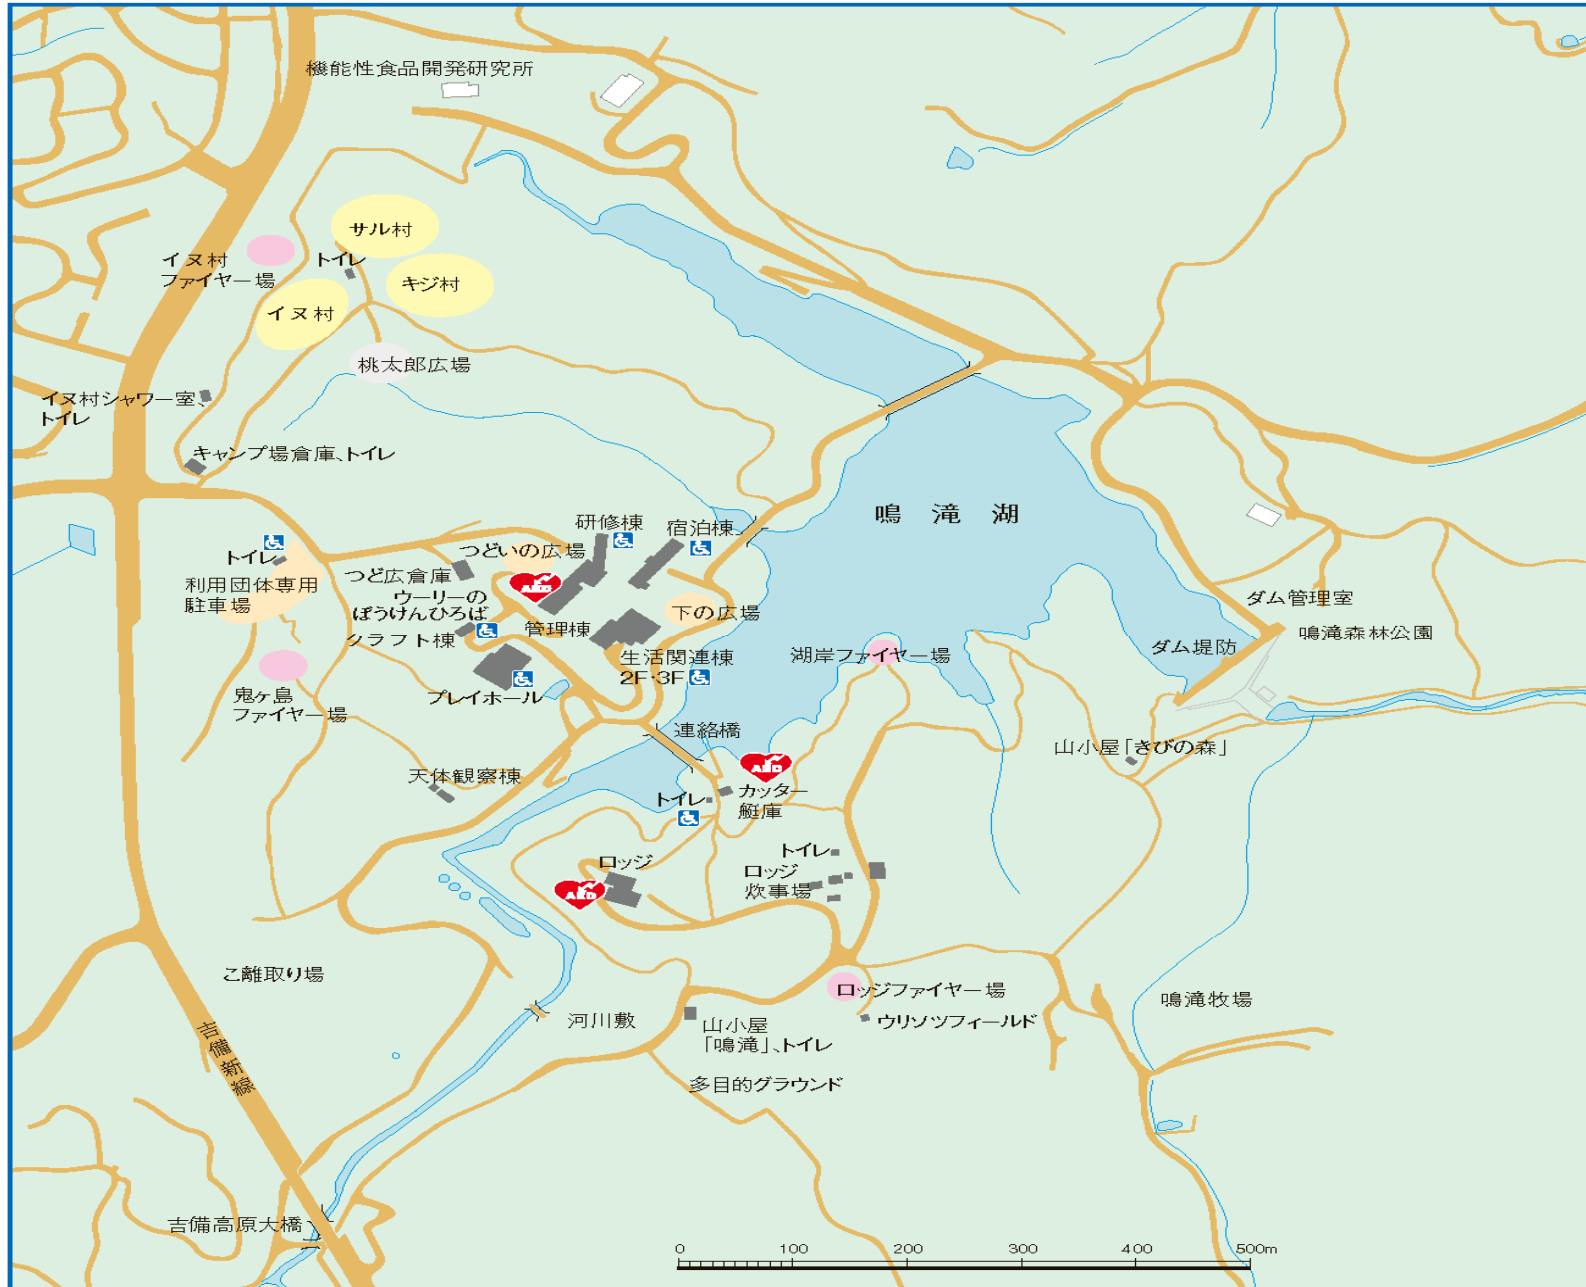 機能性食品開発研究所
サル村
イヌ村
ファイヤー場
トイレ
キジ村
イヌ村
桃太郎広場
イヌ村シャワー室、
トイレ
キャンプ場倉庫、トイレ
鳴滝湖
研修棟
宿泊棟
つどいの広場
トイレ
つど広倉庫
AED
利用団体専用
駐車場
ウーリーの
ぼうけんひろば
下の広場
クラフト棟
管理棟
ダム管理室
鳴滝森林公園
ダム堤防
生活関連棟
2F・3F
湖岸ファイヤー場
鬼ヶ島
ファイヤー場
プレイホール
連絡橋
山小屋「きびの森」
天体観察棟
AED
トイレ
カッター
艇庫
ロッジ
トイレ
AED
ロッジ
炊事場
こ離取り場
ロッジファイヤー場
鳴滝牧場
吉備新線
河川敷
山小屋
「鳴滝」、トイレ
ウリソツフィールド
多目的グラウンド
吉備高原大橋
0 100 200 300 400 500m